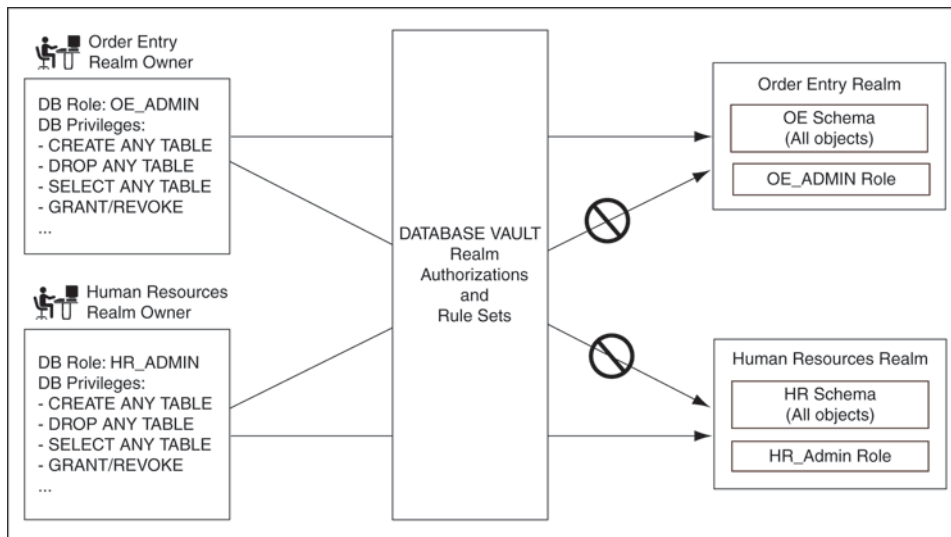 Order Entry
Realm Owner
DB Role: OE_ADMIN
DB Privileges:
- CREATE ANY TABLE
- DROP ANY TABLE
- SELECT ANY TABLE
- GRANT/REVOKE
...
Human Resources
Realm Owner
DB Role: HR_ADMIN
DB Privileges:
- CREATE ANY TABLE
- DROP ANY TABLE
- SELECT ANY TABLE
- GRANT/REVOKE
...
DATABASE VAULT
Realm
Authorizations
and
Rule Sets
Order Entry Realm
OE Schema
(All objects)
OE_ADMIN Role
Human Resources Realm
HR Schema
(All objects)
HR_Admin Role